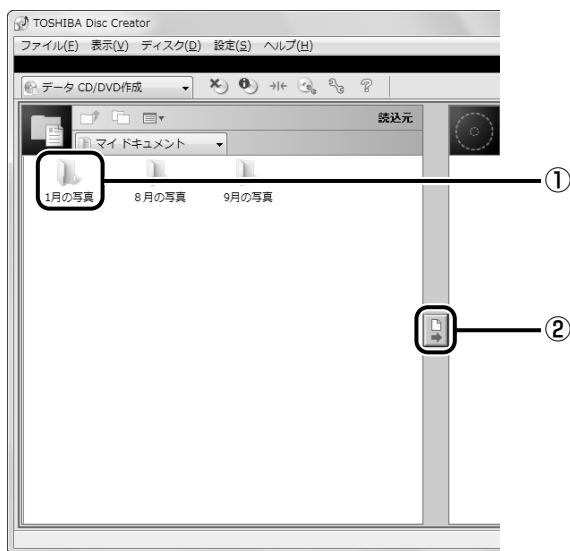 TOSHIBA Disc Creator
ファイル(F) 表示(V) ディスク(D) 設定(S) ヘルプ(H)
データ CD/DVD作成
読込元
マイ ドキュメント
1月の写真 8月の写真 9月の写真
①
②